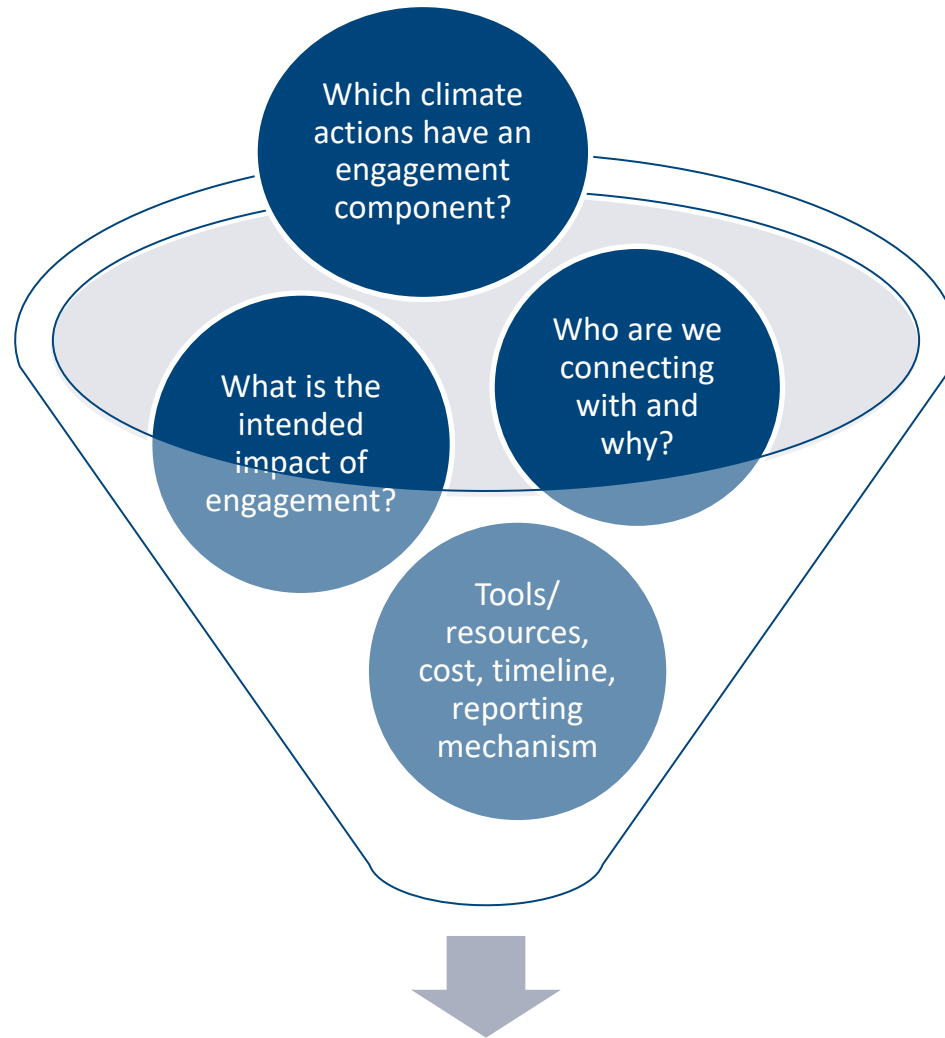 Which climate
actions have an
engagement
component?
Who are we
connecting
with and
why?
What is the
intended
impact of
engagement?
Tools/
resources,
cost, timeline,
reporting
mechanism